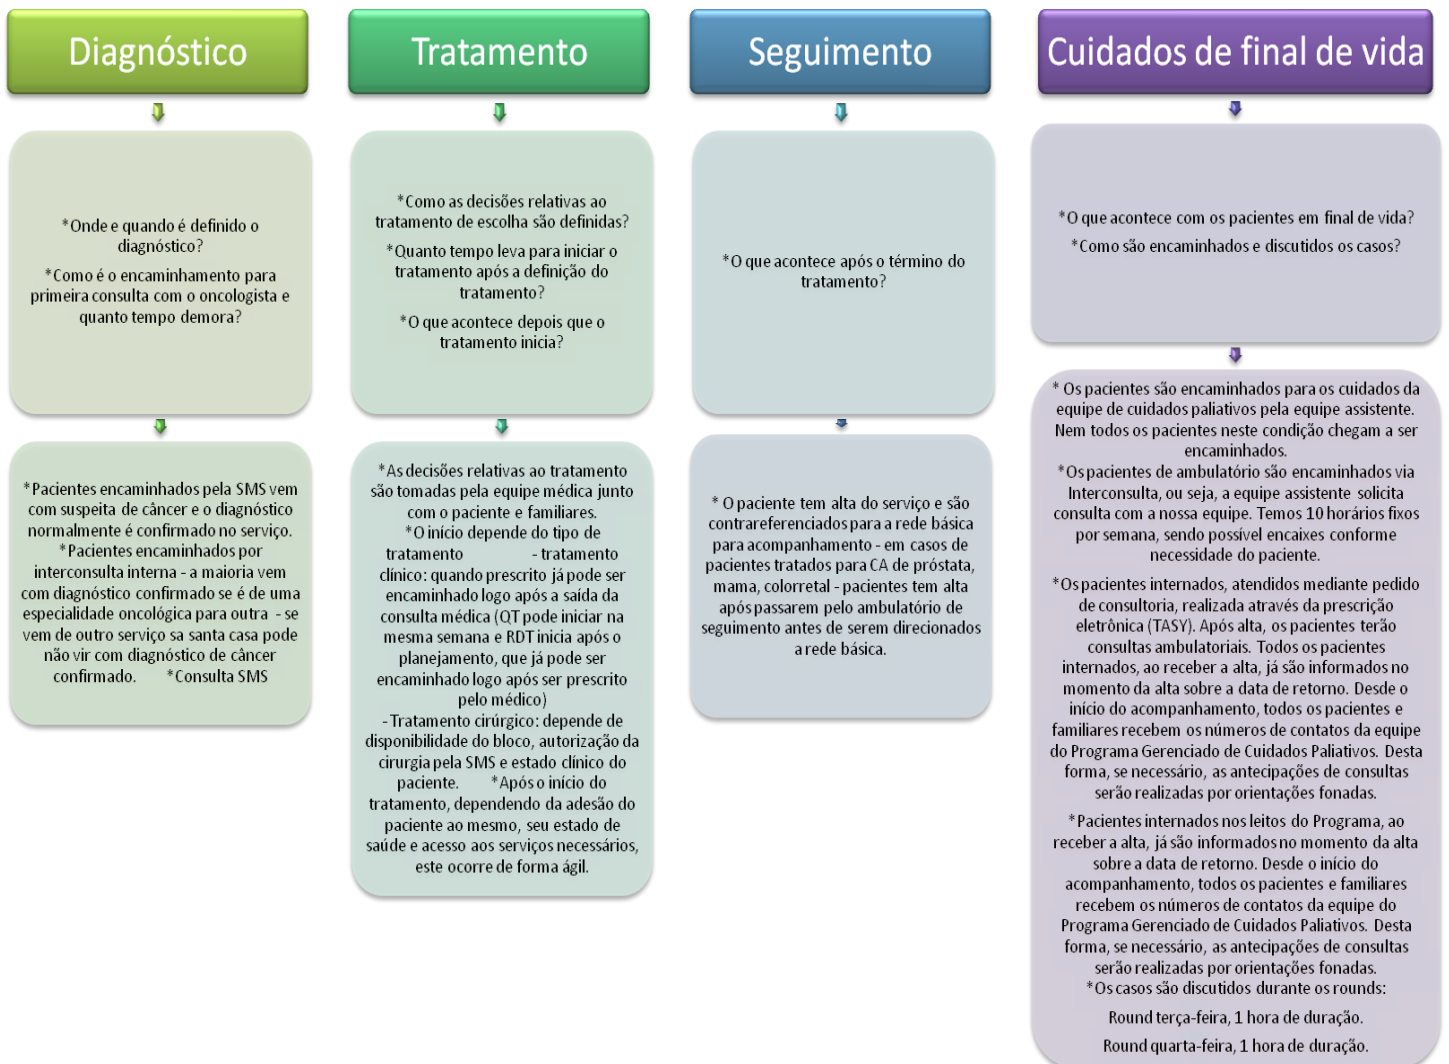 Diagnóstico
*Onde e quando é definido o
diagnóstico?
*Como é o encaminhamento para
primeira consulta com o oncologista e
quanto tempo demora?
*Pacientes encaminhados pela SMS vem
com suspeita de câncer e o diagnóstico
normalmente é confirmado no serviço.
*Pacientes encaminhados por
interconsulta interna - a maioria vem
com diagnóstico confirmado se é de uma
especialidade oncológica para outra - se
vem de outro serviço sa santa casa pode
não vir com diagnóstico de câncer
confirmado. *Consulta SMS
Tratamento
*Como as decisões relativas ao
tratamento de escolha são definidas?
*Quanto tempo leva para iniciar o
tratamento após a definição do
tratamento?
*O que acontece depois que o
tratamento inicia?
*As decisões relativas ao tratamento
são tomadas pela equipe médica junto
com o paciente e familiares.
*O início depende do tipo de
tratamento - tratamento
clínico: quando prescrito já pode ser
encaminhado logo após a saída da
consulta médica (QT pode iniciar na
mesma semana e RDT inicia após o
planejamento, que já pode ser
encaminhado logo após ser prescrito
pelo médico)
- Tratamento cirúrgico: depende de
disponibilidade do bloco, autorização da
cirurgia pela SMS e estado clínico do
paciente. *Após o início do
tratamento, dependendo da adesão do
paciente ao mesmo, seu estado de
saúde e acesso aos serviços necessários,
este ocorre de forma ágil.
Seguimento
*O que acontece após o término do
tratamento?
* O paciente tem alta do serviço e são
contrareferenciados para a rede básica
para acompanhamento - em casos de
pacientes tratados para CA de próstata,
mama, colorretal - pacientes tem alta
após passarem pelo ambulatório de
seguimento antes de serem direcionados
a rede básica.
Cuidados de final de vida
*O que acontece com os pacientes em final de vida?
*Como são encaminhados e discutidos os casos?
* Os pacientes são encaminhados para os cuidados da
equipe de cuidados paliativos pela equipe assistente.
Nem todos os pacientes neste condição chegam a ser
encaminhados.
*Os pacientes de ambulatório são encaminhados via
Interconsulta, ou seja, a equipe assistente solicita
consulta com a nossa equipe. Temos 10 horários fixos
por semana, sendo possível encaixes conforme
necessidade do paciente.
*Os pacientes internados, atendidos mediante pedido
de consultoria, realizada através da prescrição
eletrônica (TASY). Após alta, os pacientes terão
consultas ambulatoriais. Todos os pacientes
internados, ao receber a alta, já são informados no
momento da alta sobre a data de retorno. Desde o
início do acompanhamento, todos os pacientes e
familiares recebem os números de contatos da equipe
do Programa Gerenciado de Cuidados Paliativos. Desta
forma, se necessário, as antecipações de consultas
serão realizadas por orientações fonadas.
*Pacientes internados nos leitos do Programa, ao
receber a alta, já são informados no momento da alta
sobre a data de retorno. Desde o início do
acompanhamento, todos os pacientes e familiares
recebem os números de contatos da equipe do
Programa Gerenciado de Cuidados Paliativos. Desta
forma, se necessário, as antecipações de consultas
serão realizadas por orientações fonadas.
*Os casos são discutidos durante os rounds:
Round terça-feira, 1 hora de duração.
Round quarta-feira, 1 hora de duração.